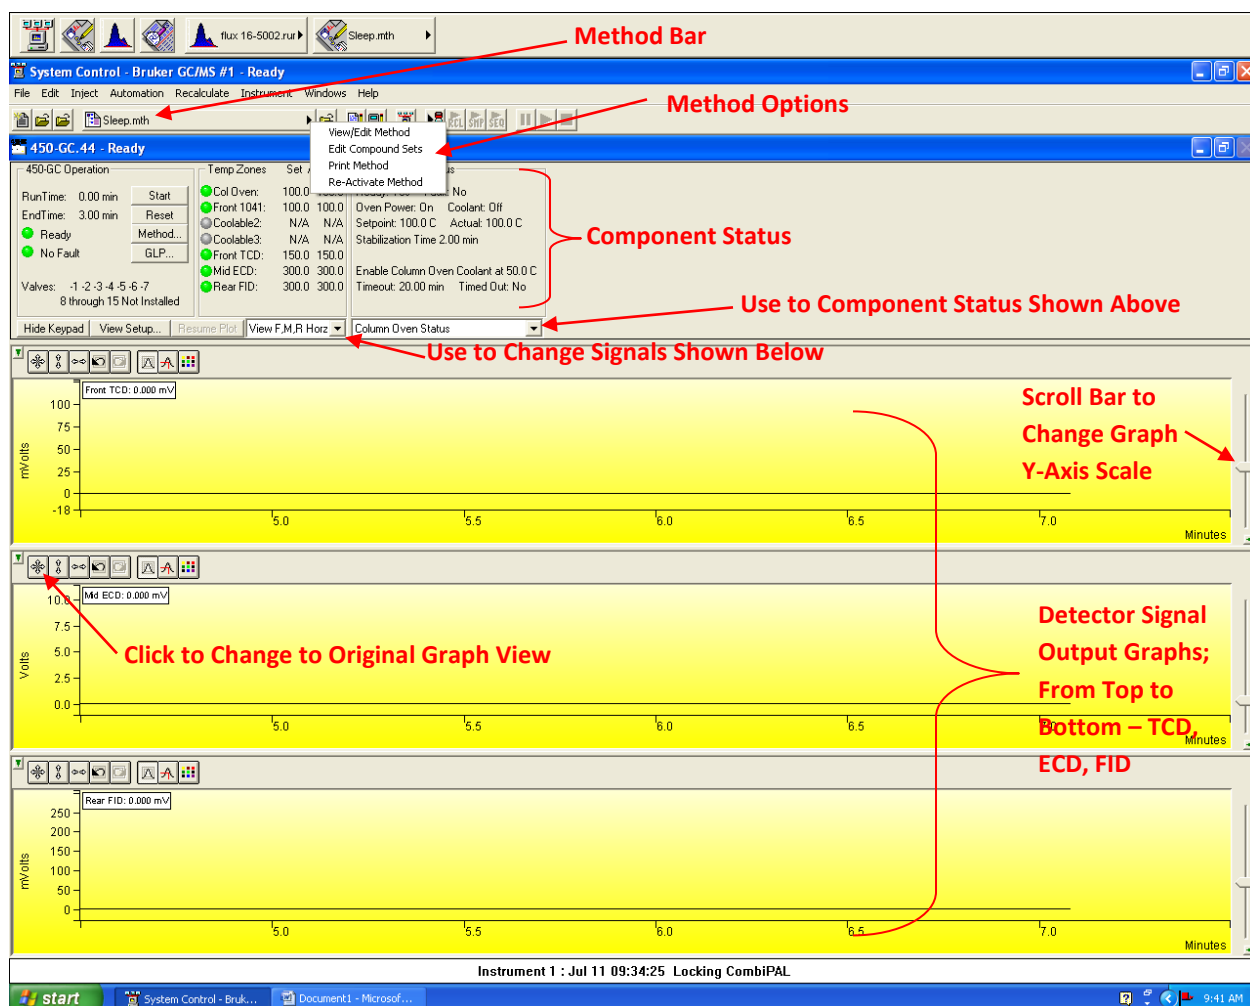 flux 16-5002.rur
Sleep.mth
Method Bar
System Control - Bruker GC/MS #1 - Ready
File Edit Inject Automation Recalculate Instrument Windows Help
Method Options
Sleep.mth
RCL SMP SEQ
View/Edit Method
Edit Compound Sets
Print Method
Re-Activate Method
450-GC.44 - Ready
450-GC Operation
RunTime: 0.00 min Start
EndTime: 3.00 min Reset
Ready Method...
No Fault GLP...
Valves: -1 -2 -3 -4 -5 -6 -7
8 through 15 Not Installed
Temp Zones Set
Col Oven: 100.0
Front 1041: 100.0 100.0
Coolable2: N/A N/A
Coolable3: N/A N/A
Front TCD: 150.0 150.0
Mid ECD: 300.0 300.0
Rear FID: 300.0 300.0
No
Oven Power: On Coolant: Off
Setpoint: 100.0 C Actual: 100.0 C
Stabilization Time 2.00 min
Enable Column Oven Coolant at 50.0 C
Timeout: 20.00 min Timed Out: No
Component Status
Use to Component Status Shown Above
Hide Keypad View Setup... Resume Plot View F,M,R Horz Column Oven Status
Use to Change Signals Shown Below
Front TCD: 0.000 mV
mVolts
100
75
50
25
0
-18
5.0 5.5 6.0 6.5 7.0
Minutes
Scroll Bar to
Change Graph
Y-Axis Scale
Mid ECD: 0.000 mV
Volts
10.0
7.5
5.0
2.5
0.0
5.0 5.5 6.0 6.5 7.0
Minutes
Click to Change to Original Graph View
Detector Signal
Output Graphs;
From Top to
Bottom – TCD,
ECD, FID
Rear FID: 0.000 mV
mVolts
250
200
150
100
50
0
5.0 5.5 6.0 6.5 7.0
Minutes
Instrument 1 : Jul 11 09:34:25 Locking CombiPAL
start System Control - Bruk... Document1 - Microsof... 9:41 AM